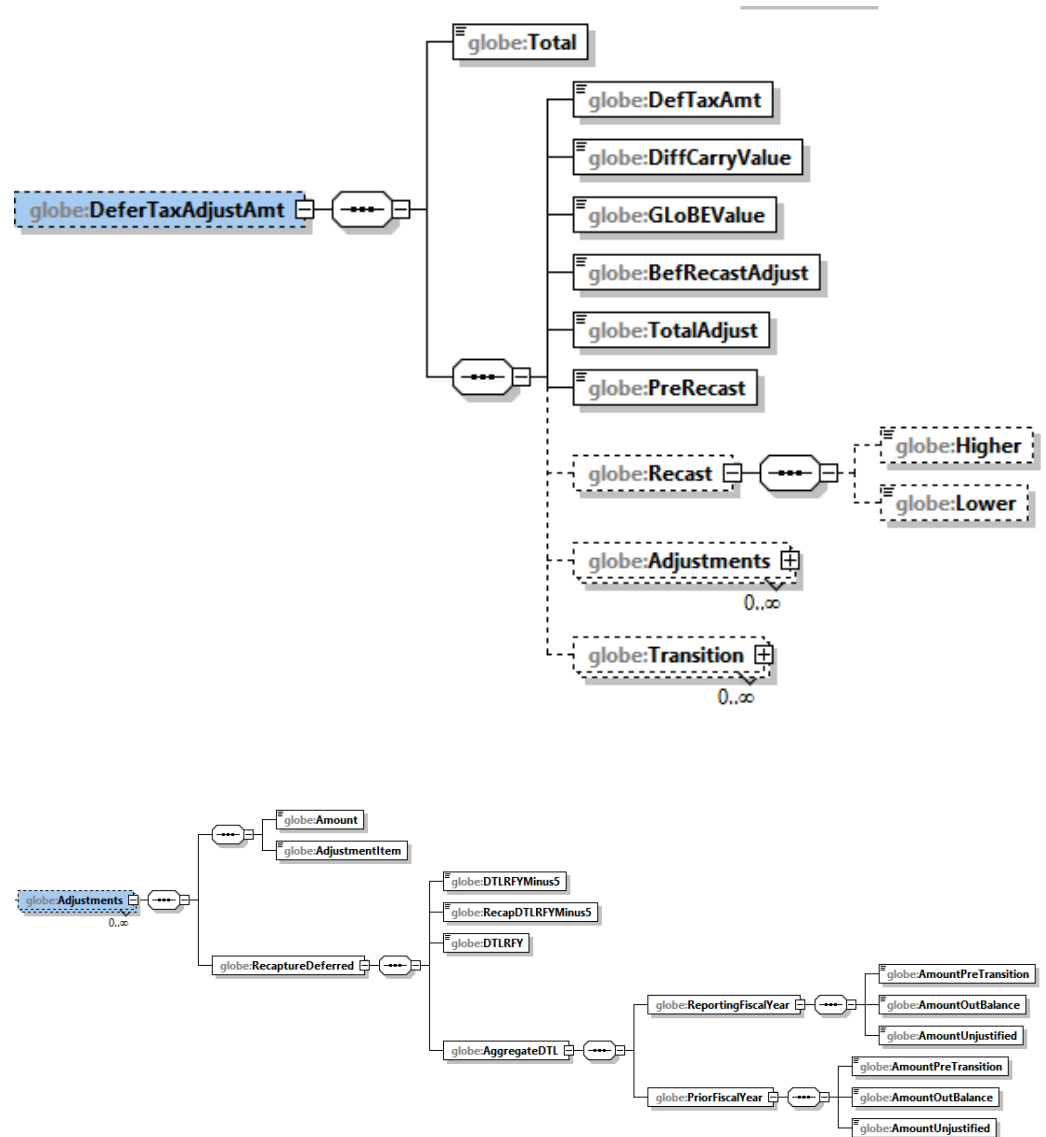 globe:Total
globe:DefTaxAmt
globe:DiffCarryValue
globe:DeferTaxAdjustAmt
globe:GLoBEValue
globe:BefRecastAdjust
globe:TotalAdjust
globe:PreRecast
globe:Recast
globe:Higher
globe:Lower
globe:Adjustments
0..∞
globe:Transition
0..∞
globe:Amount
globe:AdjustmentItem
globe:Adjustments
0..∞
globe:DTLRFYMinus5
globe:RecapDTLRFYMinus5
globe:DTLRFY
globe:RecaptureDeferred
globe:AggregateDTL
globe:ReportingFiscalYear
globe:AmountPreTransition
globe:AmountOutBalance
globe:AmountUnjustified
globe:PriorFiscalYear
globe:AmountPreTransition
globe:AmountOutBalance
globe:AmountUnjustified